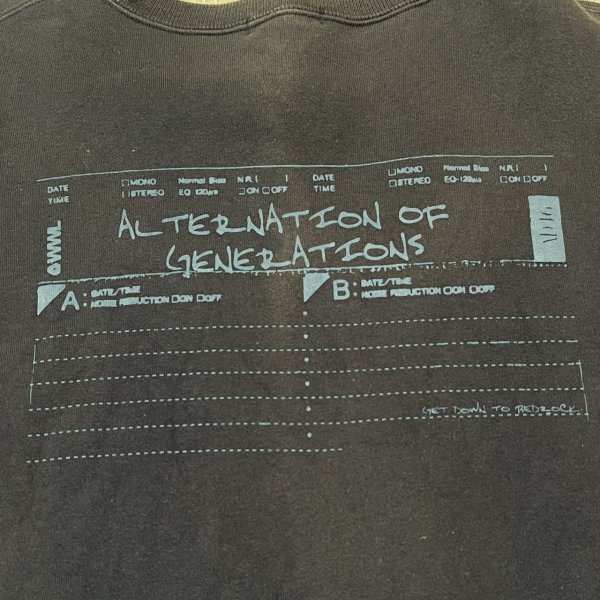 DATE □MONO Normal Bias N.R.( ) DATE □MONO Normal Bias N.R.( )
TIME □STEREO EQ 120μs □ON □OFF TIME □STEREO EQ-120μs □ON □OFF
ALTERNATION OF
GENERATIONS
A: DATE/TIME
NOISE REDUCTION □ON □OFF
B: DATE/TIME
NOISE REDUCTION □ON □OFF
GET DOWN TO BEDROCK